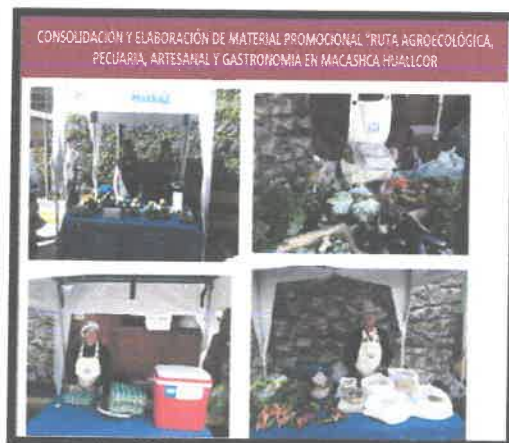 CONSOLIDACIÓN Y ELABORACIÓN DE MATERIAL PROMOCIONAL "RUTA AGROECOLÓGICA,
PECUARIA, ARTESANAL Y GASTRONOMIA EN MACASHCA HUALLCOR